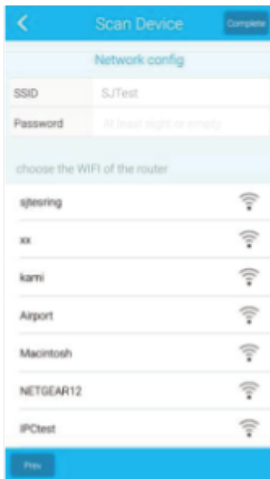 Scan Device Complete
Network config
SSID SJTest
Password At least eight or empty
choose the WIFI of the router
sjtesring
xx
kami
Airport
Macintosh
NETGEAR12
IPCtest
Prev